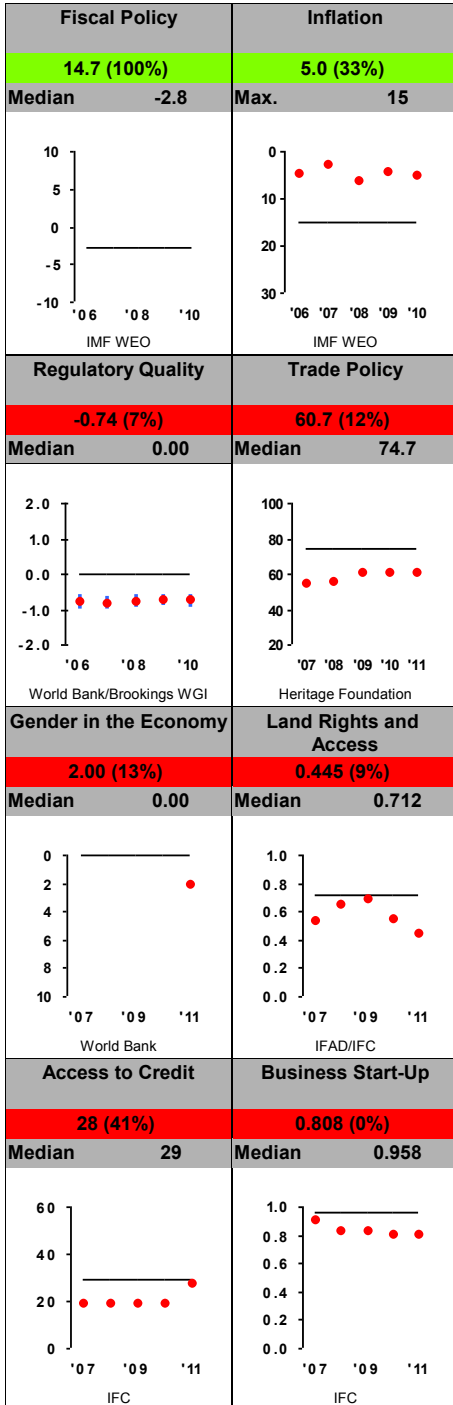 Fiscal Policy
14.7 (100%)
Median -2.8
10
5
0
-5
-10
'06 '08 '10
IMF WEO
Inflation
5.0 (33%)
Max. 15
0
10
20
30
'06 '07 '08 '09 '10
IMF WEO
Regulatory Quality
-0.74 (7%)
Median 0.00
2.0
1.0
0.0
-1.0
-2.0
'06 '08 '10
World Bank/Brookings WGI
Trade Policy
60.7 (12%)
Median 74.7
100
80
60
40
20
'07 '08 '09 '10 '11
Heritage Foundation
Gender in the Economy
2.00 (13%)
Median 0.00
0
2
4
6
8
10
'07 '09 '11
World Bank
Land Rights and
Access
0.445 (9%)
Median 0.712
1.0
0.8
0.6
0.4
0.2
0.0
'07 '09 '11
IFAD/IFC
Access to Credit
28 (41%)
Median 29
60
40
20
0
'07 '09 '11
IFC
Business Start-Up
0.808 (0%)
Median 0.958
1.0
0.8
0.6
0.4
0.2
0.0
'07 '09 '11
IFC